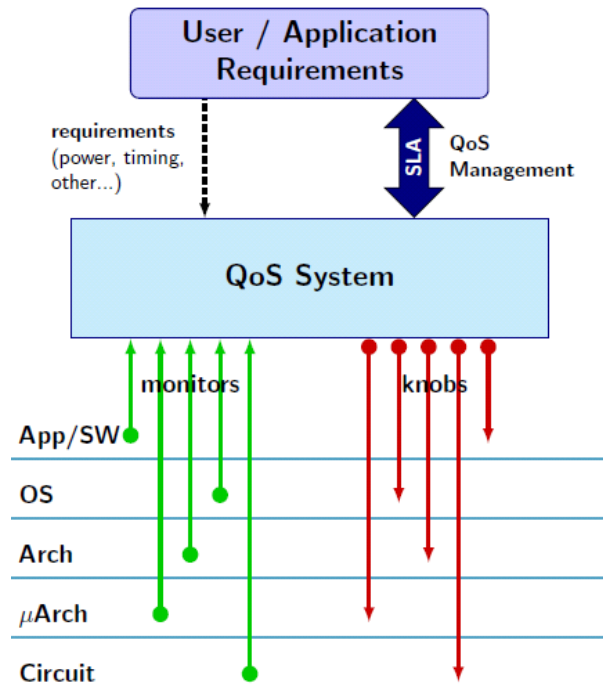 User / Application
Requirements
requirements
(power, timing,
other...)
SLA
QoS
Management
QoS System
monitors
knobs
App/SW
OS
Arch
μArch
Circuit